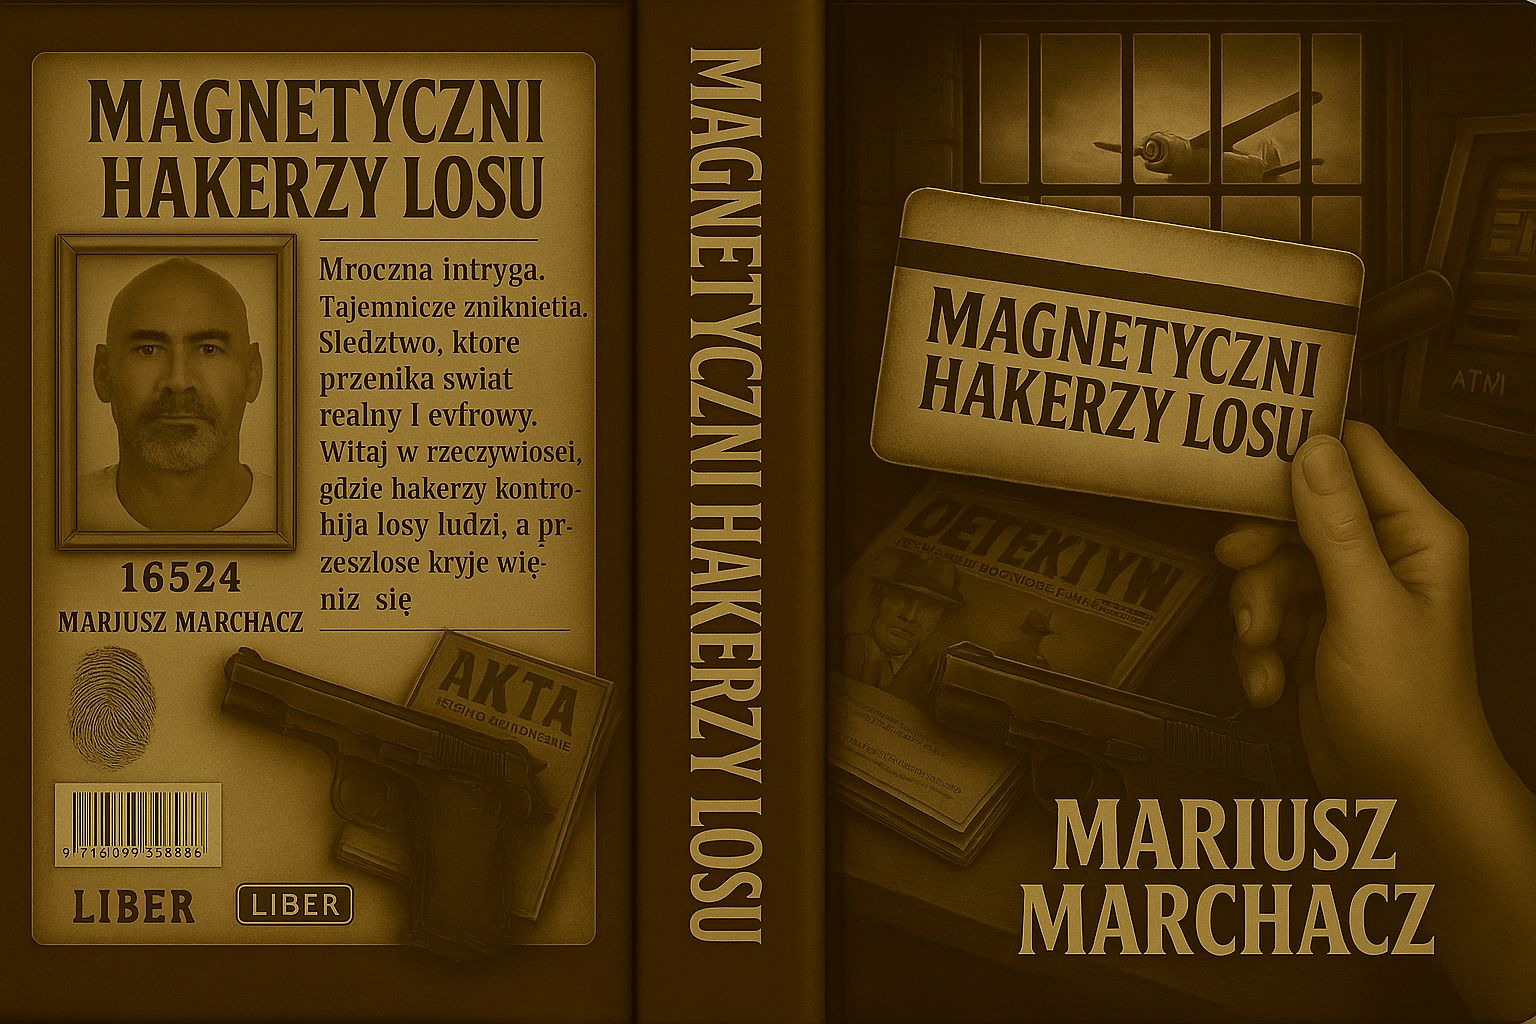 MAGNETYCZNI
HAKERZY LOSU
Mroczna intryga.
Tajemnicze zniknietia.
Sledztwo, ktore
przenika swiat
realny I evfrowy.
Witaj w rzeczywiosei,
gdzie hakerzy kontro-
hija losy ludzi, a pr-
zeszlose kryje wię-
niz się
16524
MARJUSZ MARCHACZ
AKTA
9 716 099 358886
LIBER
LIBER
MAGNETYCZNI HAKERZY LOSU
MAGNETYCZNI
HAKERZY LOSU
ATM
DETEKTYW
MARIUSZ
MARCHACZ